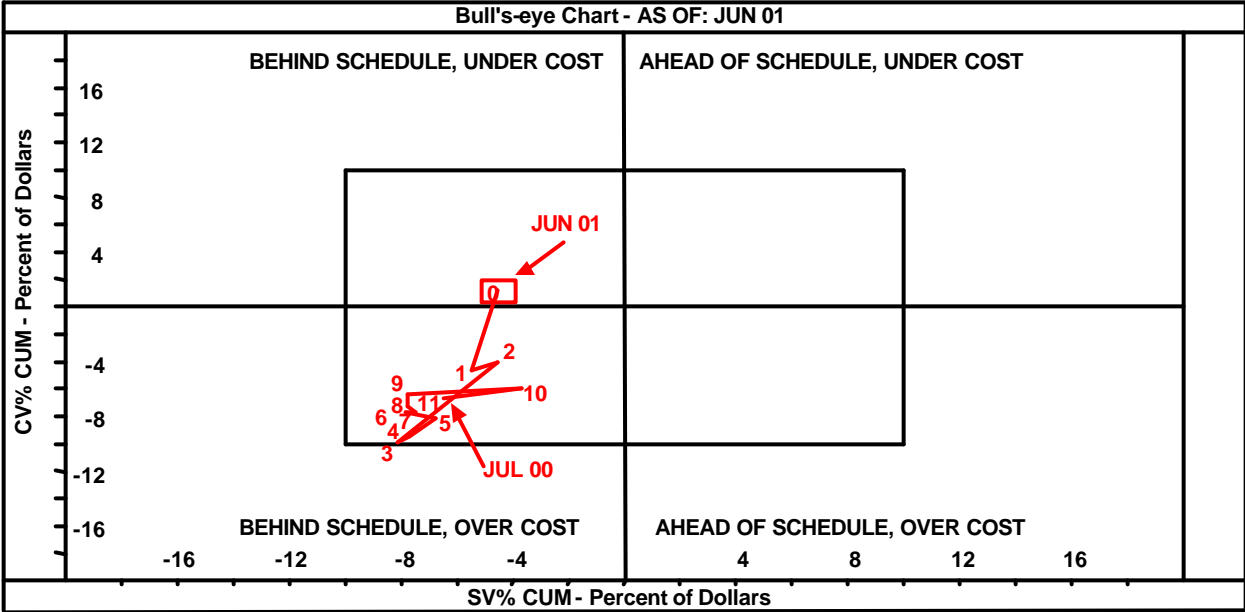 Bull's-eye Chart - AS OF: JUN 01
BEHIND SCHEDULE, UNDER COST
AHEAD OF SCHEDULE, UNDER COST
CV% CUM - Percent of Dollars
16
12
8
4
-4
-8
-12
-16
JUN 01
0
2
1
9
10
8
11
6
7
4
5
3
JUL 00
BEHIND SCHEDULE, OVER COST
AHEAD OF SCHEDULE, OVER COST
-16 -12 -8 -4 4 8 12 16
SV% CUM - Percent of Dollars